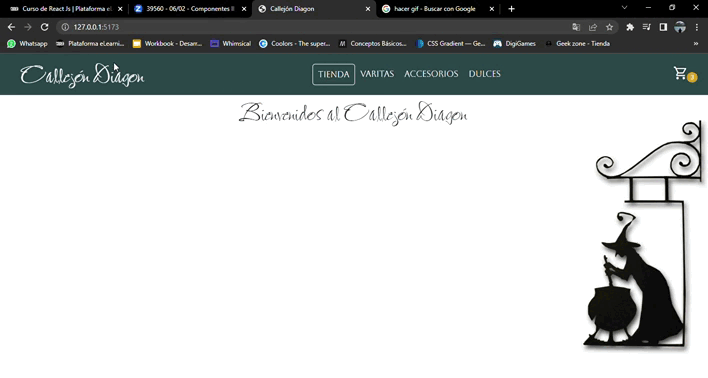 Curso de React Js | Plataforma eL
39560 - 06/02 - Componentes II
Callejón Diagon
hacer gif - Buscar con Google
127.0.0.1:5173
Whatsapp
Plataforma eLearni...
Workbook - Desarr...
Whimsical
Coolors - The super...
Conceptos Básicos...
CSS Gradient — Ge...
DigiGames
Geek zone - Tienda
Callejón Diagon
TIENDA
VARITAS
ACCESORIOS
DULCES
3
Bienvenidos al Callejón Diagon